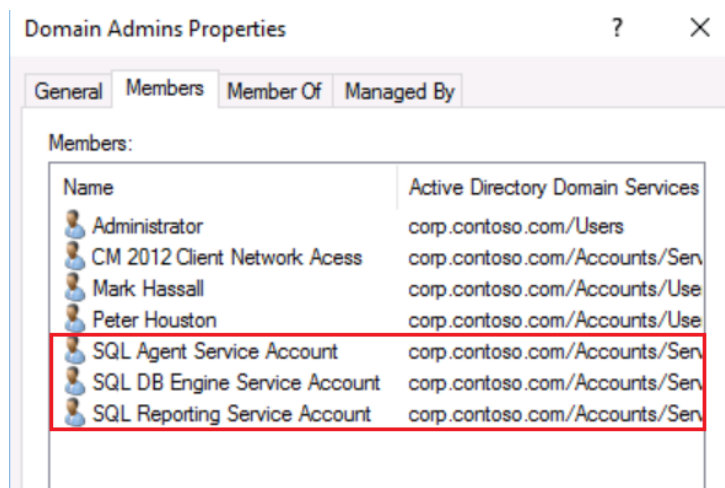 Domain Admins Properties ? ×
General Members Member Of Managed By
Members:
Name Active Directory Domain Services
Administrator corp.contoso.com/Users
CM 2012 Client Network Acess corp.contoso.com/Accounts/Serv
Mark Hassall corp.contoso.com/Accounts/Use
Peter Houston corp.contoso.com/Accounts/Use
SQL Agent Service Account corp.contoso.com/Accounts/Serv
SQL DB Engine Service Account corp.contoso.com/Accounts/Serv
SQL Reporting Service Account corp.contoso.com/Accounts/Serv